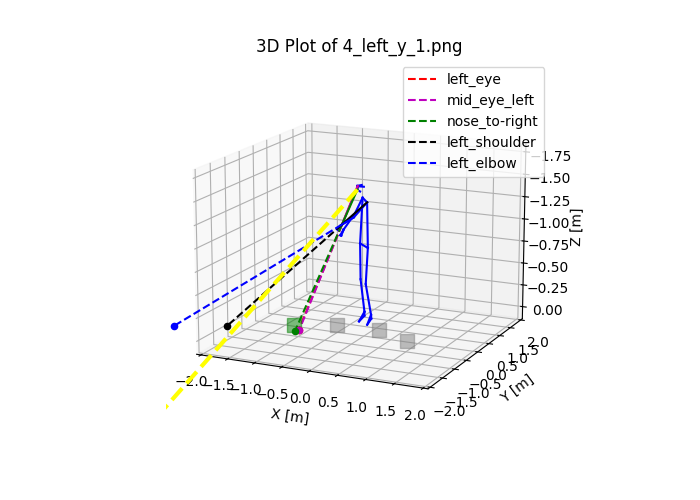 3D Plot of 4_left_y_1.png
left_eye
mid_eye_left
nose_to-right
left_shoulder
left_elbow
−1.75
−1.50
−1.25
−1.00
−0.75
−0.50
−0.25
0.00
Z [m]
2.0
1.5
1.0
0.5
0.0
−0.5
−1.0
−1.5
−2.0
Y [m]
−2.0
−1.5
−1.0
−0.5
0.0
0.5
1.0
1.5
2.0
X [m]